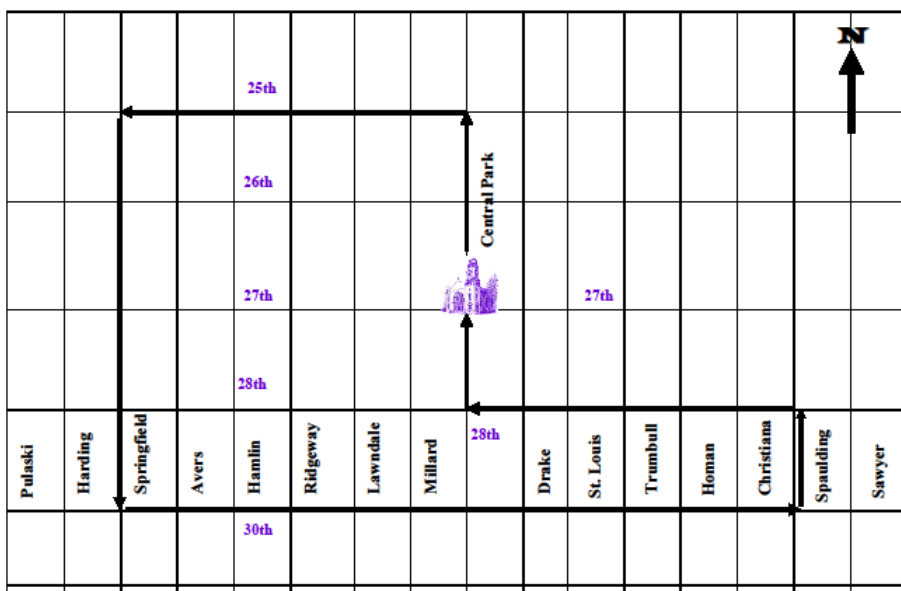 N
25th
Central Park
26th
27th
27th
28th
28th
Pulaski
Harding
Springfield
Avers
Hamlin
Ridgeway
Lawndale
Millard
Drake
St. Louis
Trumbull
Homan
Christiana
Spaulding
Sawyer
30th